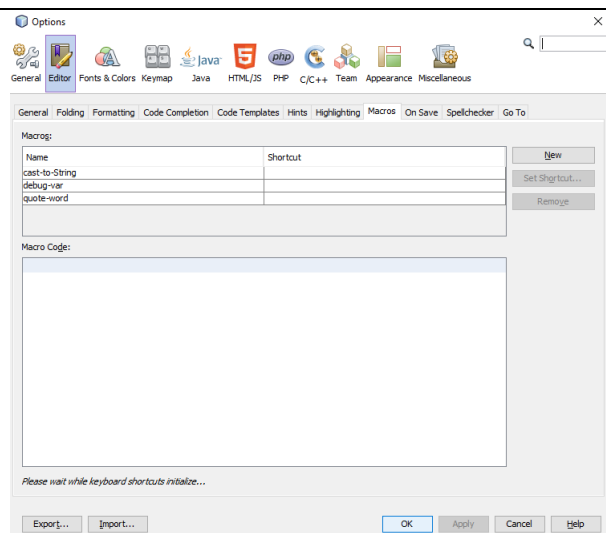 Options
General Editor Fonts & Colors Keymap Java HTML/JS PHP C/C++ Team Appearance Miscellaneous
General Folding Formatting Code Completion Code Templates Hints Highlighting Macros On Save Spellchecker Go To
Macros:
Name Shortcut
cast-to-String
debug-var
quote-word
New
Set Shortcut...
Remove
Macro Code:
Please wait while keyboard shortcuts initialize...
Export... Import... OK Apply Cancel Help